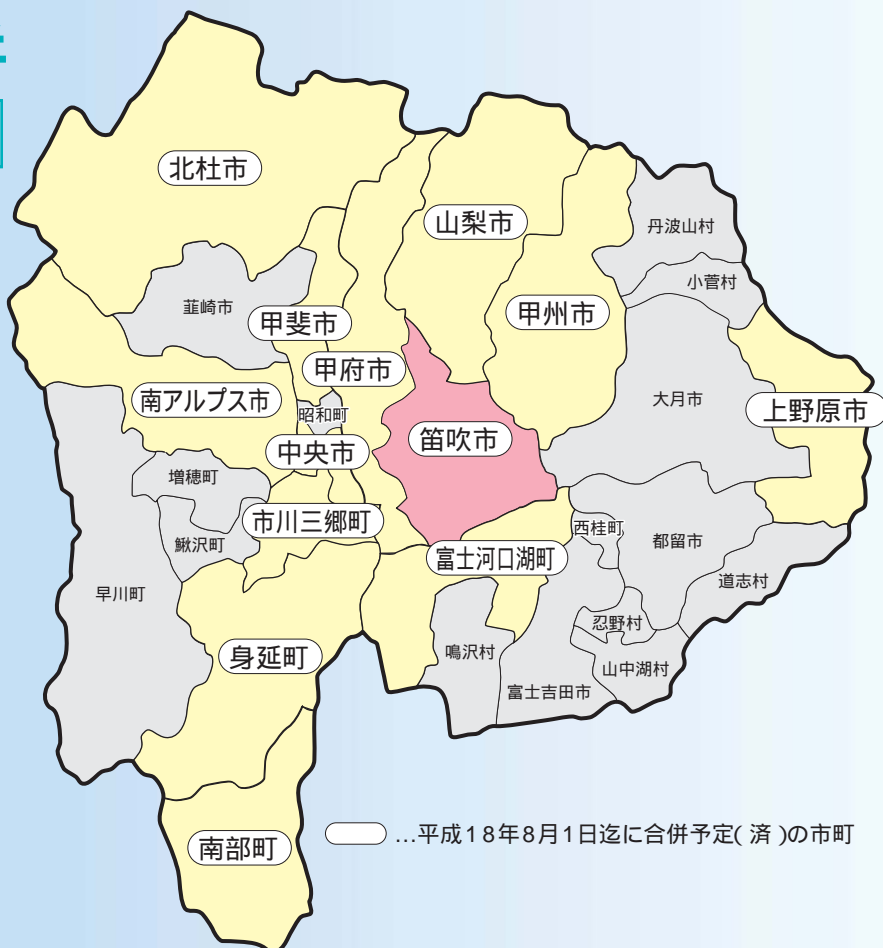 北杜市
山梨市
丹波山村
小菅村
韮崎市
甲斐市
甲州市
甲府市
南アルプス市
昭和町
大月市
上野原市
中央市
笛吹市
増穂町
市川三郷町
西桂町
鰍沢町
富士河口湖町
都留市
道志村
早川町
忍野村
身延町
鳴沢村
山中湖村
富士吉田市
南部町
…平成18年8月1日迄に合併予定(済)の市町